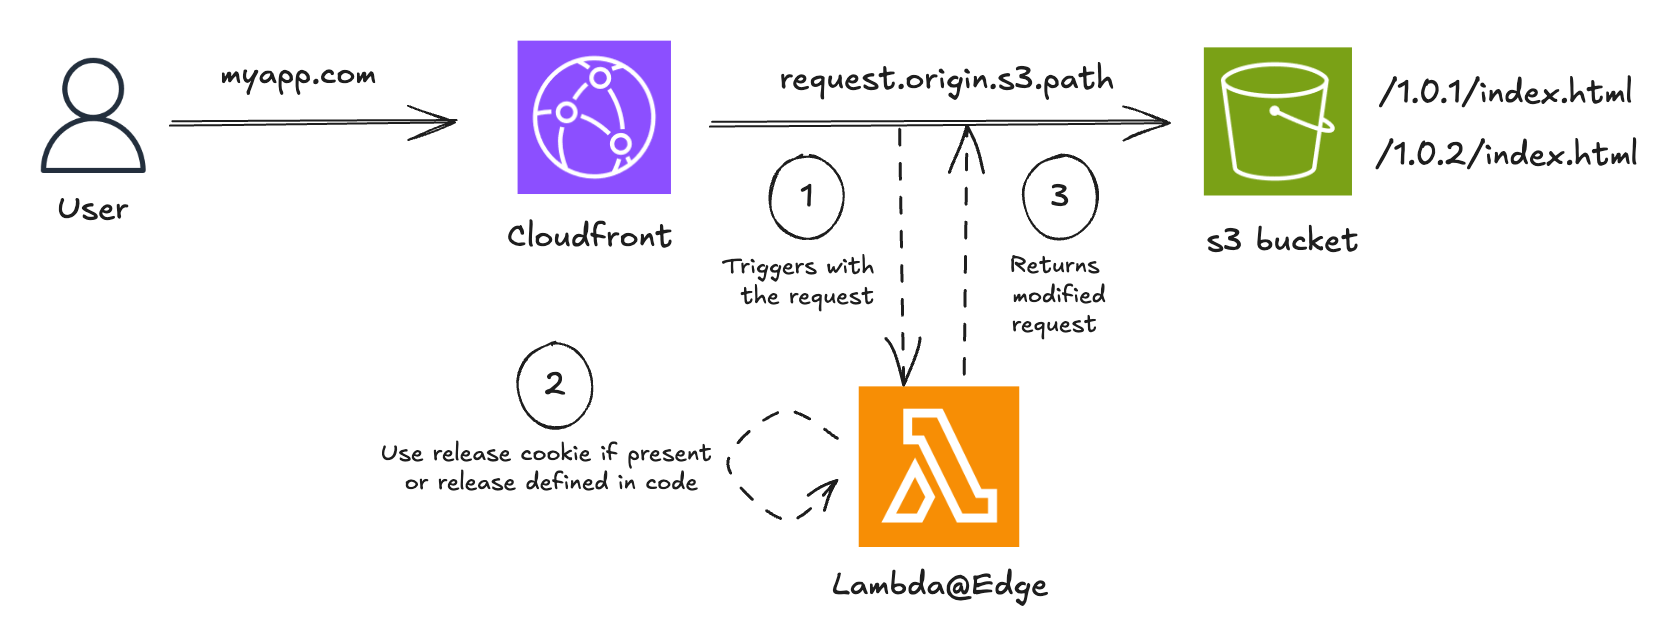 myapp.com
request.origin.s3.path
/1.0.1/index.html
/1.0.2/index.html
User
Cloudfront
s3 bucket
1
Triggers with
the request
3
Returns
modified
request
2
Use release cookie if present
or release defined in code
Lambda@Edge